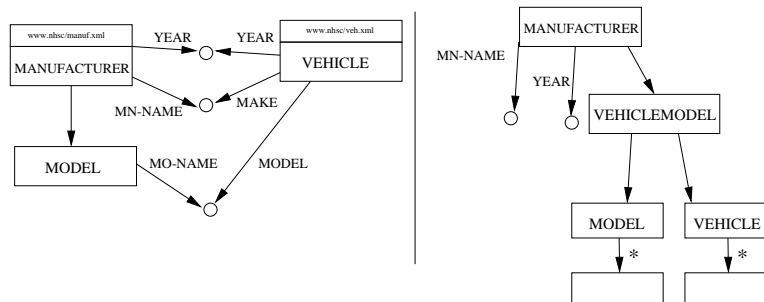 www.nhsc/manuf.xml
YEAR
YEAR
www.nhsc/veh.xml
MANUFACTURER
VEHICLE
MN-NAME
MAKE
MODEL
MO-NAME
MODEL
MANUFACTURER
MN-NAME
YEAR
VEHICLEMODEL
MODEL
VEHICLE
*
*